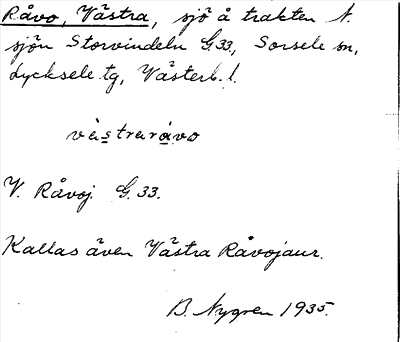 Råvo, Västra, sjö å trakten N.
sjön Storvindeln G 33, Sorsele sn,
Lycksele tg, Västerb. l.
västraråvo
V. Råvoj. G. 33.
Kallas även Västra Råvojaur.
B. Nygren 1935.